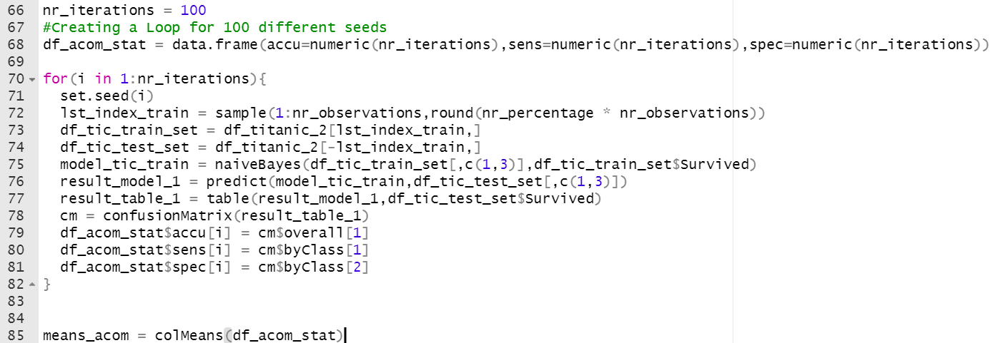 66 nr_iterations = 100
67 #Creating a Loop for 100 different seeds
68 df_acom_stat = data.frame(accu=numeric(nr_iterations),sens=numeric(nr_iterations),spec=numeric(nr_iterations))
69
70 for(i in 1:nr_iterations){
71   set.seed(i)
72   lst_index_train = sample(1:nr_observations,round(nr_percentage * nr_observations))
73   df_tic_train_set = df_titanic_2[lst_index_train,]
74   df_tic_test_set = df_titanic_2[-lst_index_train,]
75   model_tic_train = naiveBayes(df_tic_train_set[,c(1,3)],df_tic_train_set$Survived)
76   result_model_1 = predict(model_tic_train,df_tic_test_set[,c(1,3)])
77   result_table_1 = table(result_model_1,df_tic_test_set$Survived)
78   cm = confusionMatrix(result_table_1)
79   df_acom_stat$accu[i] = cm$overall[1]
80   df_acom_stat$sens[i] = cm$byClass[1]
81   df_acom_stat$spec[i] = cm$byClass[2]
82 }
83
84
85 means_acom = colMeans(df_acom_stat)